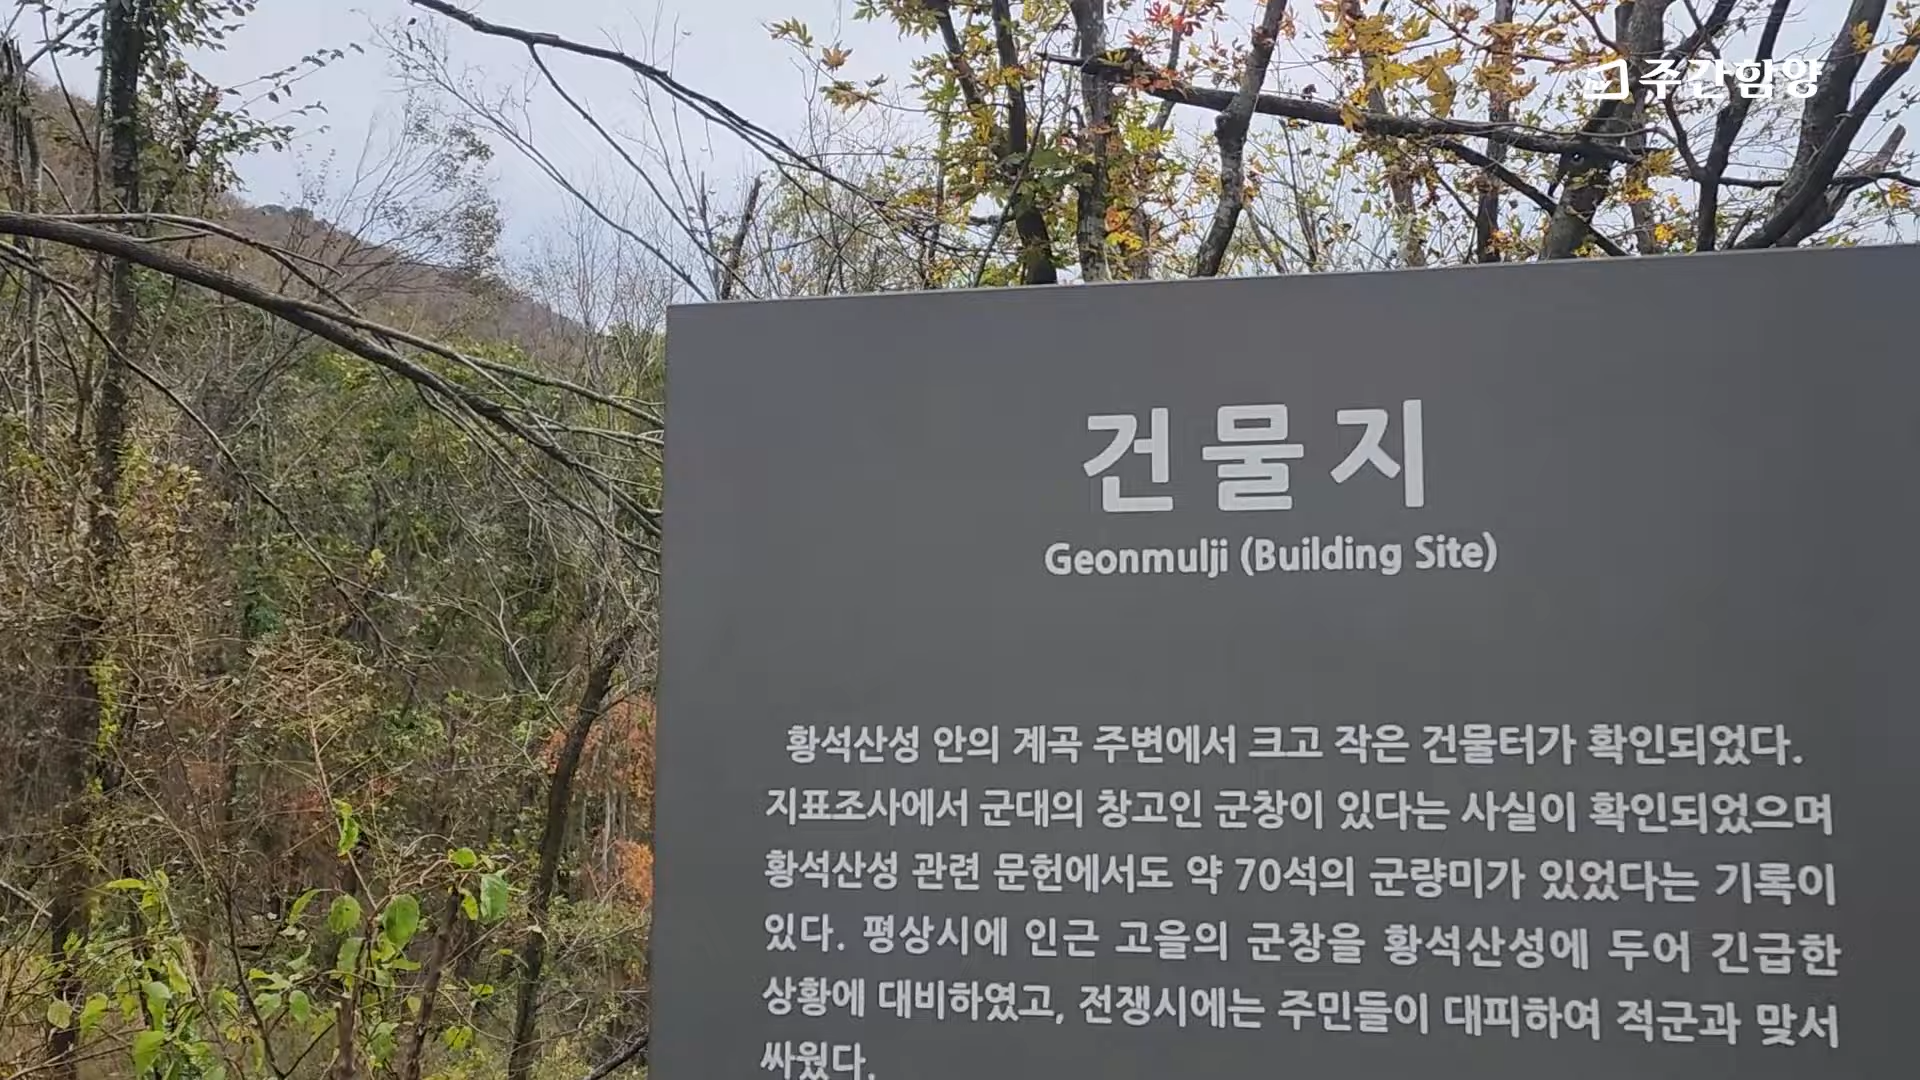 주간함양
건물지
Geonmulji (Building Site)
황석산성 안의 계곡 주변에서 크고 작은 건물터가 확인되었다.
지표조사에서 군대의 창고인 군창이 있다는 사실이 확인되었으며
황석산성 관련 문헌에서도 약 70석의 군량미가 있었다는 기록이
있다. 평상시에 인근 고을의 군창을 황석산성에 두어 긴급한
상황에 대비하였고, 전쟁시에는 주민들이 대피하여 적군과 맞서
싸웠다.